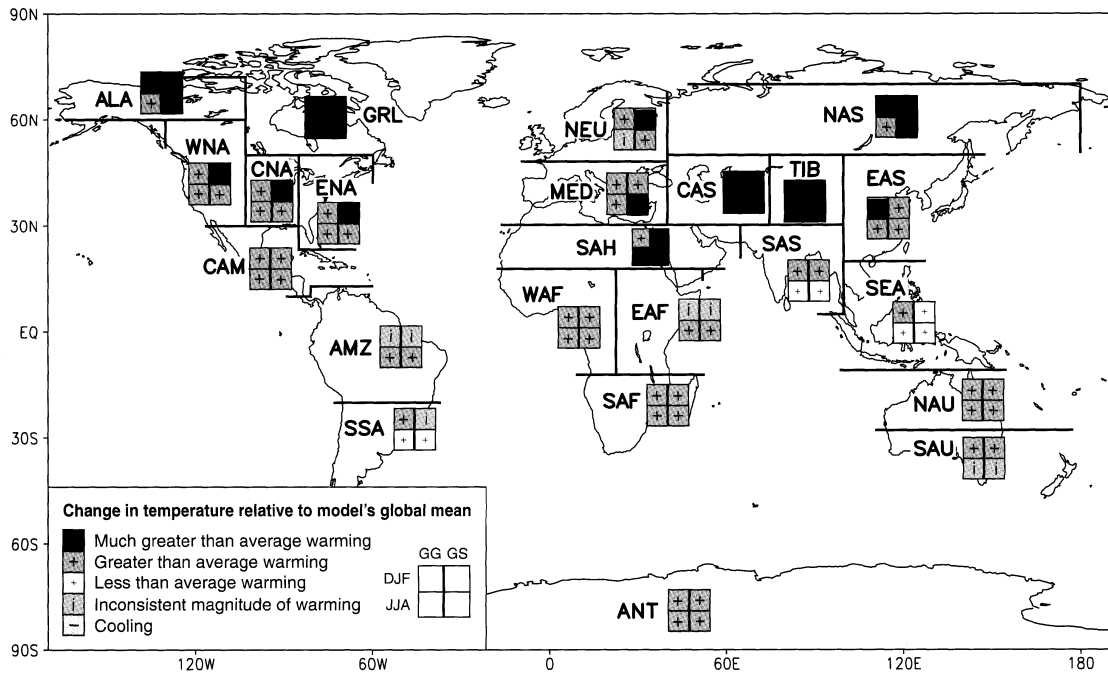 90N
60N
30N
EQ
30S
60S
90S
120W
60W
0
60E
120E
180
ALA
+
GRL
NEU
+
i +
NAS
+
WNA
+
+ +
CNA
+
+ +
ENA
+
+ +
MED
+ +
+
CAS
TIB
EAS
+
+ +
CAM
+ +
+ +
SAH
+
SAS
+ +
+ +
SEA
+ +
+ +
WAF
+ +
+ +
EAF
i i
+ +
AMZ
i i
+ +
SSA
+ i
+ +
SAF
+ +
+ +
NAU
+ +
+ +
SAU
+ +
i i
ANT
+ +
+ +
Change in temperature relative to model's global mean
Much greater than average warming
+ Greater than average warming
+ Less than average warming
i Inconsistent magnitude of warming
− Cooling
GG GS
DJF
JJA